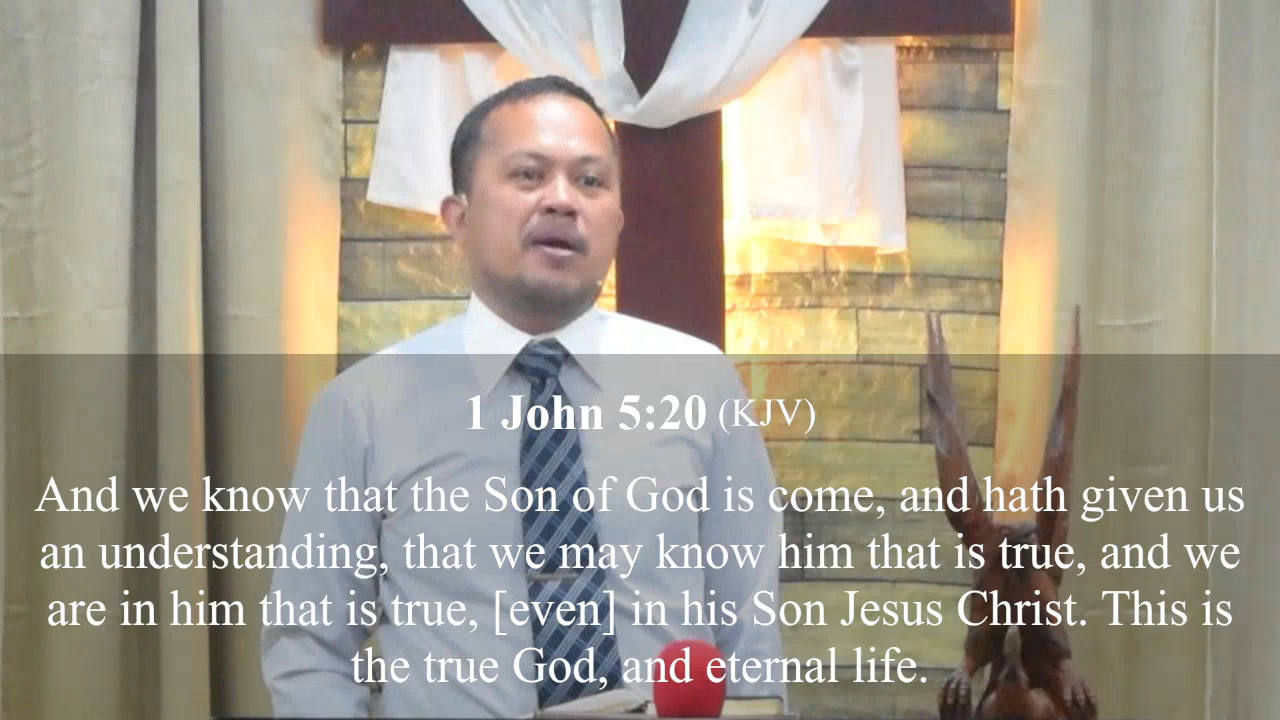 1 John 5:20 (KJV)
And we know that the Son of God is come, and hath given us
an understanding, that we may know him that is true, and we
are in him that is true, [even] in his Son Jesus Christ. This is
the true God, and eternal life.